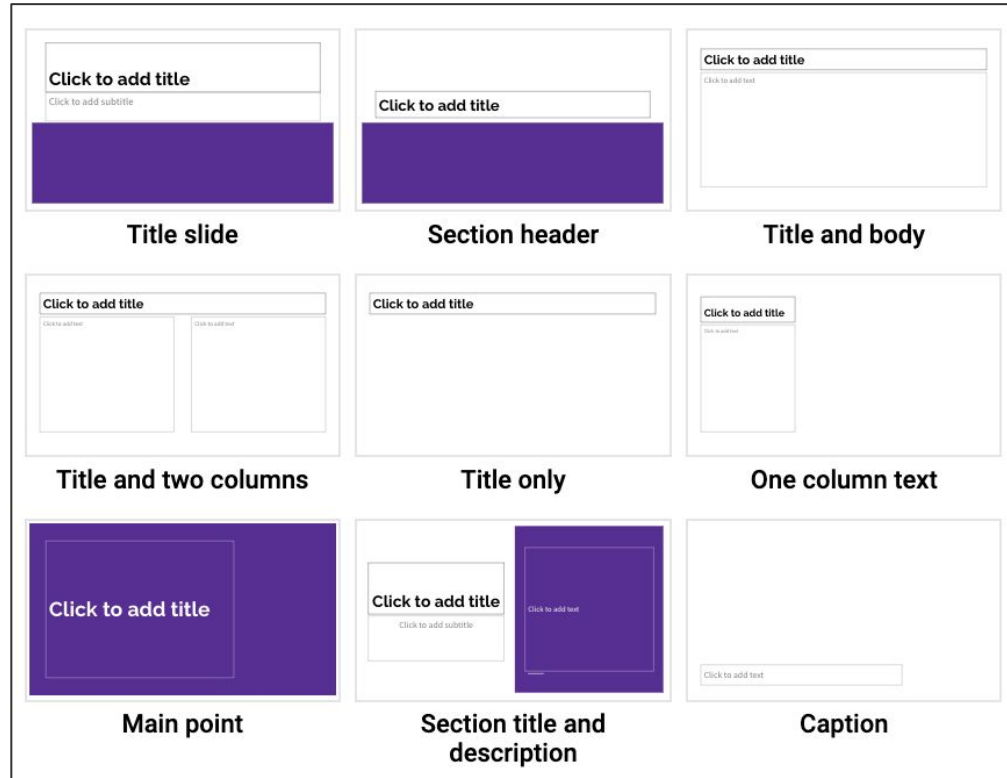 Click to add title
Click to add subtitle
Title slide
Click to add title
Section header
Click to add title
Click to add text
Title and body
Click to add title
Click to add text
Click to add text
Title and two columns
Click to add title
Title only
Click to add title
Click to add text
One column text
Click to add title
Main point
Click to add title
Click to add subtitle
Click to add text
Section title and
description
Click to add text
Caption